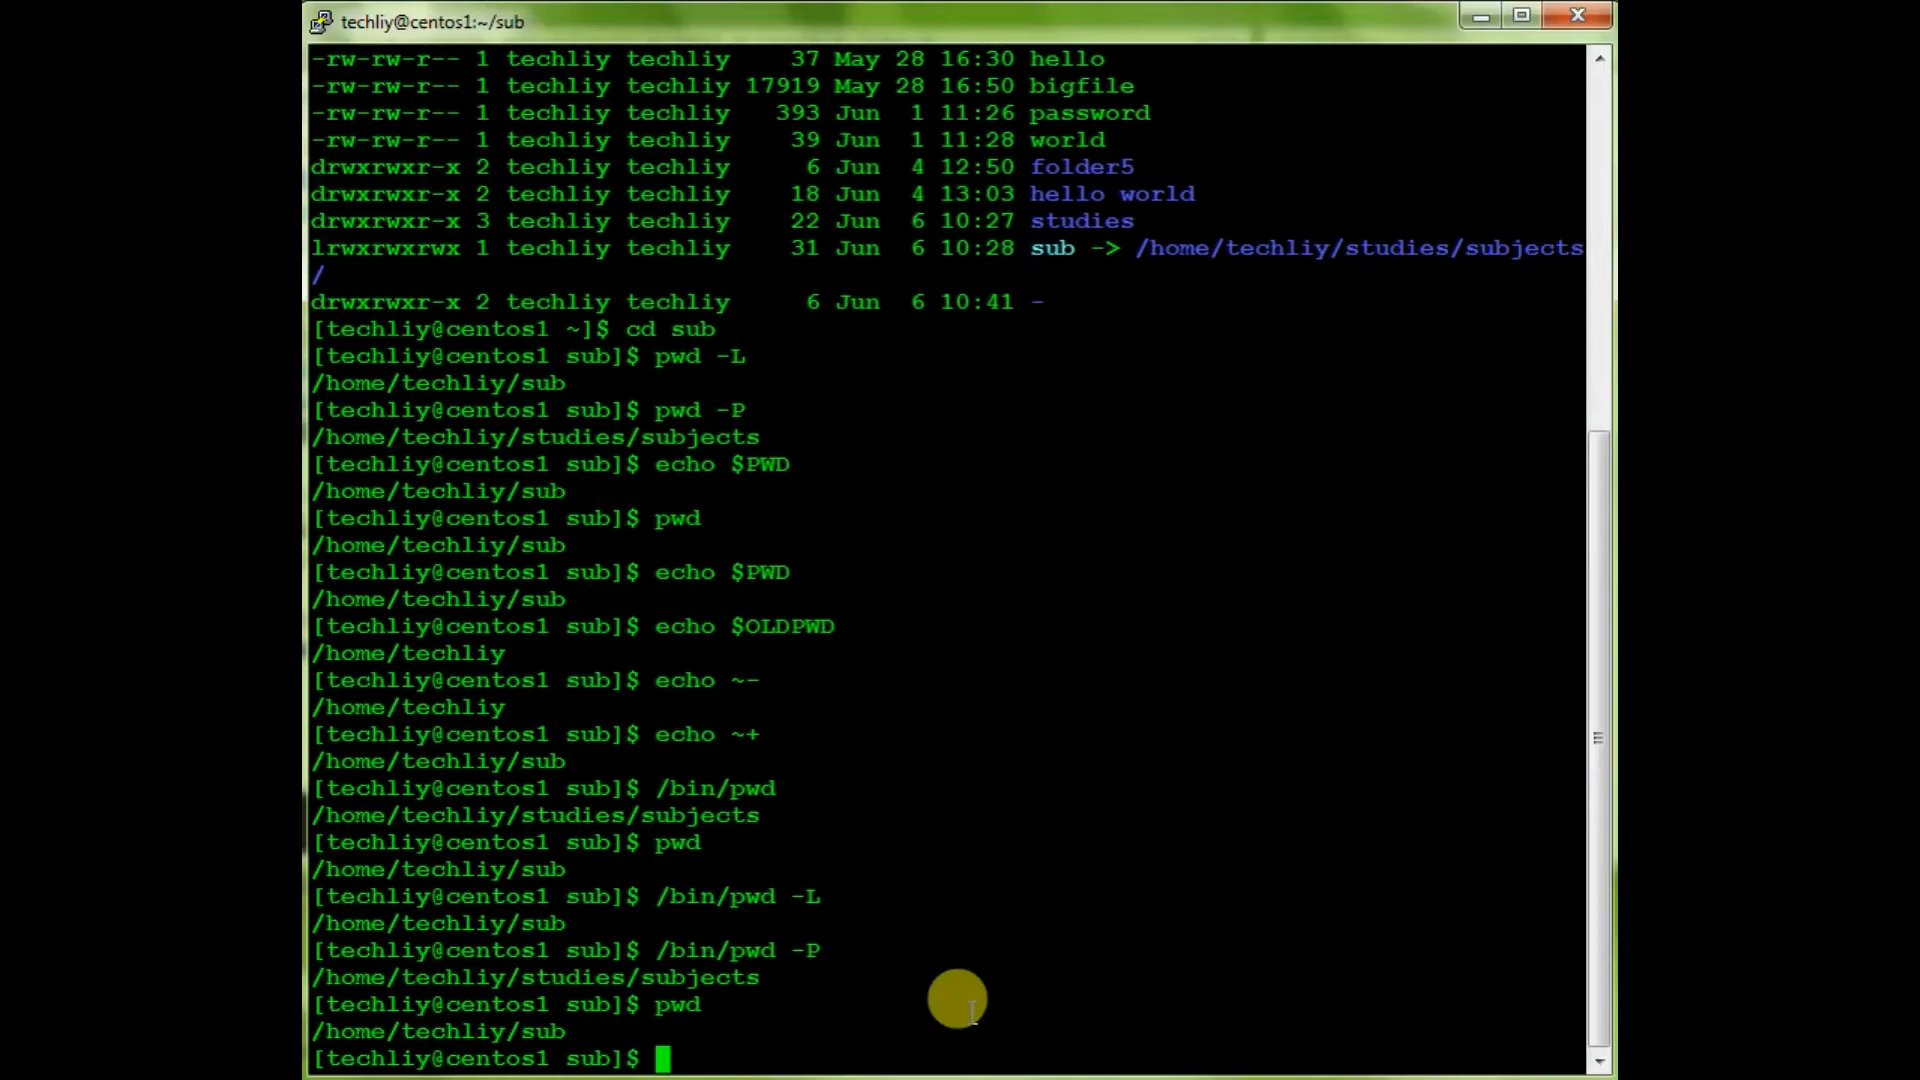 techliy@centos1:~/sub
-rw-rw-r-- 1 techliy techliy    37 May 28 16:30 hello
-rw-rw-r-- 1 techliy techliy 17919 May 28 16:50 bigfile
-rw-rw-r-- 1 techliy techliy   393 Jun  1 11:26 password
-rw-rw-r-- 1 techliy techliy    39 Jun  1 11:28 world
drwxrwxr-x 2 techliy techliy     6 Jun  4 12:50 folder5
drwxrwxr-x 2 techliy techliy    18 Jun  4 13:03 hello world
drwxrwxr-x 3 techliy techliy    22 Jun  6 10:27 studies
lrwxrwxrwx 1 techliy techliy    31 Jun  6 10:28 sub -> /home/techliy/studies/subjects
/
drwxrwxr-x 2 techliy techliy     6 Jun  6 10:41 -
[techliy@centos1 ~]$ cd sub
[techliy@centos1 sub]$ pwd -L
/home/techliy/sub
[techliy@centos1 sub]$ pwd -P
/home/techliy/studies/subjects
[techliy@centos1 sub]$ echo $PWD
/home/techliy/sub
[techliy@centos1 sub]$ pwd
/home/techliy/sub
[techliy@centos1 sub]$ echo $PWD
/home/techliy/sub
[techliy@centos1 sub]$ echo $OLDPWD
/home/techliy
[techliy@centos1 sub]$ echo ~-
/home/techliy
[techliy@centos1 sub]$ echo ~+
/home/techliy/sub
[techliy@centos1 sub]$ /bin/pwd
/home/techliy/studies/subjects
[techliy@centos1 sub]$ pwd
/home/techliy/sub
[techliy@centos1 sub]$ /bin/pwd -L
/home/techliy/sub
[techliy@centos1 sub]$ /bin/pwd -P
/home/techliy/studies/subjects
[techliy@centos1 sub]$ pwd
/home/techliy/sub
[techliy@centos1 sub]$